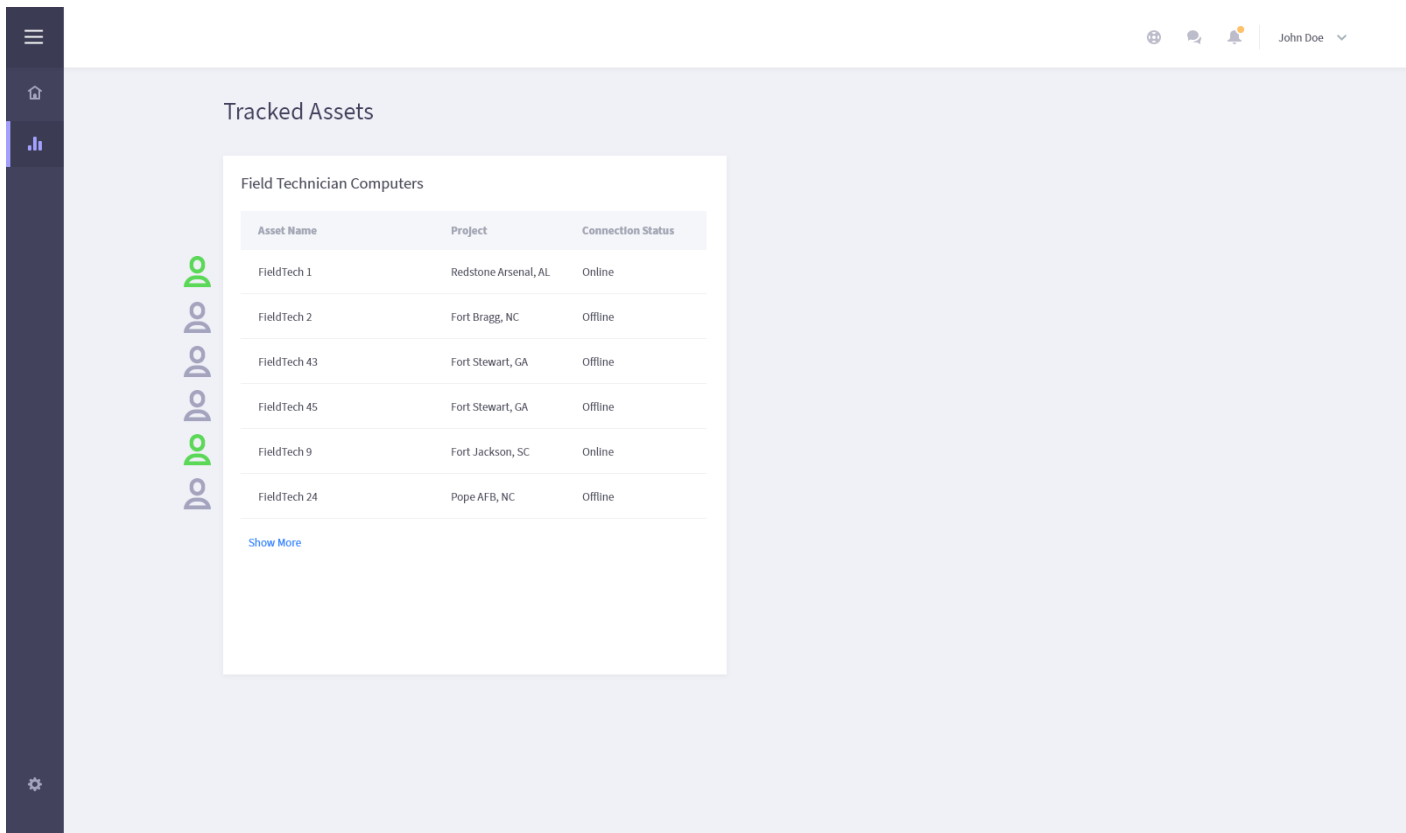 John Doe
Tracked Assets
Field Technician Computers
Asset Name Project Connection Status
FieldTech 1 Redstone Arsenal, AL Online
FieldTech 2 Fort Bragg, NC Offline
FieldTech 43 Fort Stewart, GA Offline
FieldTech 45 Fort Stewart, GA Offline
FieldTech 9 Fort Jackson, SC Online
FieldTech 24 Pope AFB, NC Offline
Show More